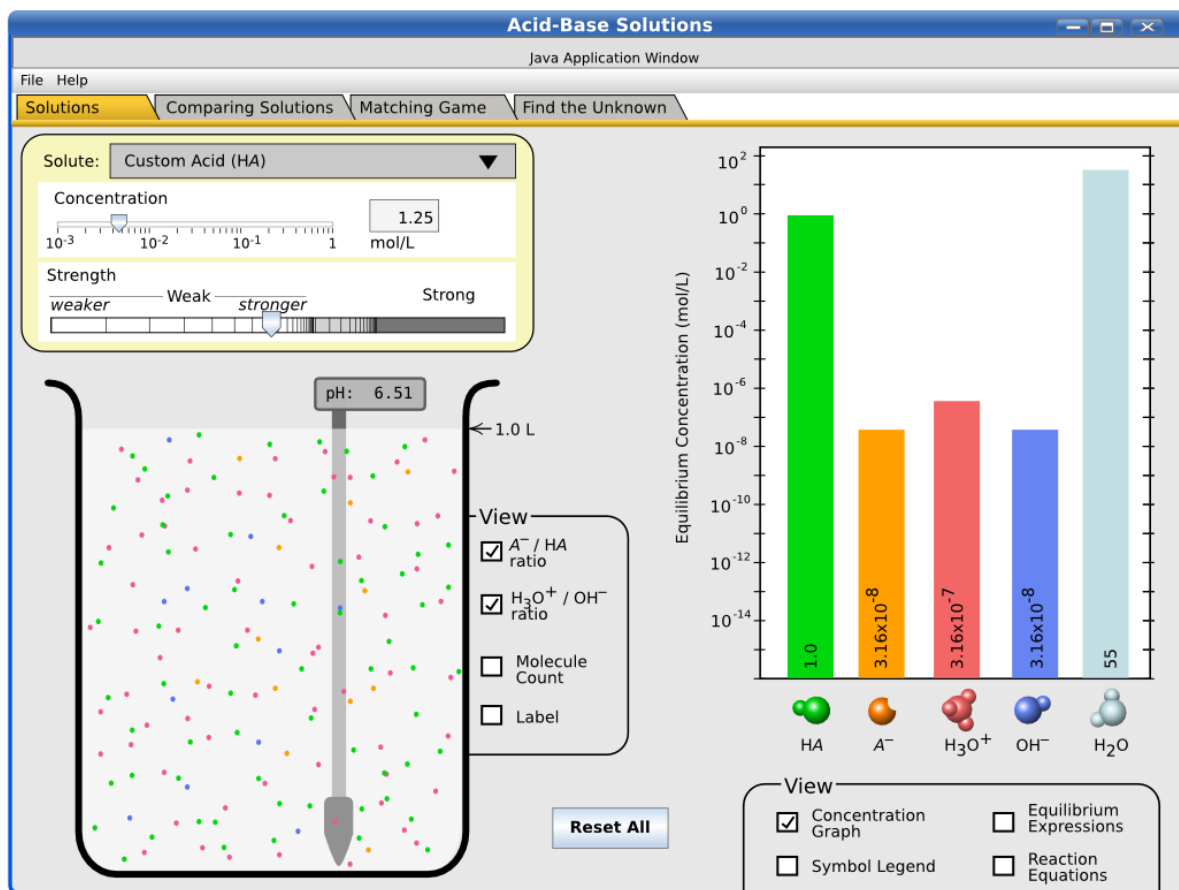 Acid-Base Solutions
Java Application Window
File Help
Solutions Comparing Solutions Matching Game Find the Unknown
Solute: Custom Acid (HA)
Concentration
1.25
10-3 10-2 10-1 1 mol/L
Strength
weaker Weak stronger Strong
pH: 6.51
1.0 L
View
A− / HA
ratio
H3O+ / OH−
ratio
Molecule
Count
Label
Reset All
Equilibrium Concentration (mol/L)
10^2
10^0
10^-2
10^-4
10^-6
10^-8
10^-10
10^-12
10^-14
1.0
3.16x10^-8
3.16x10^-7
3.16x10^-8
55
HA A− H3O+ OH− H2O
View
Concentration
Graph
Equilibrium
Expressions
Symbol Legend
Reaction
Equations